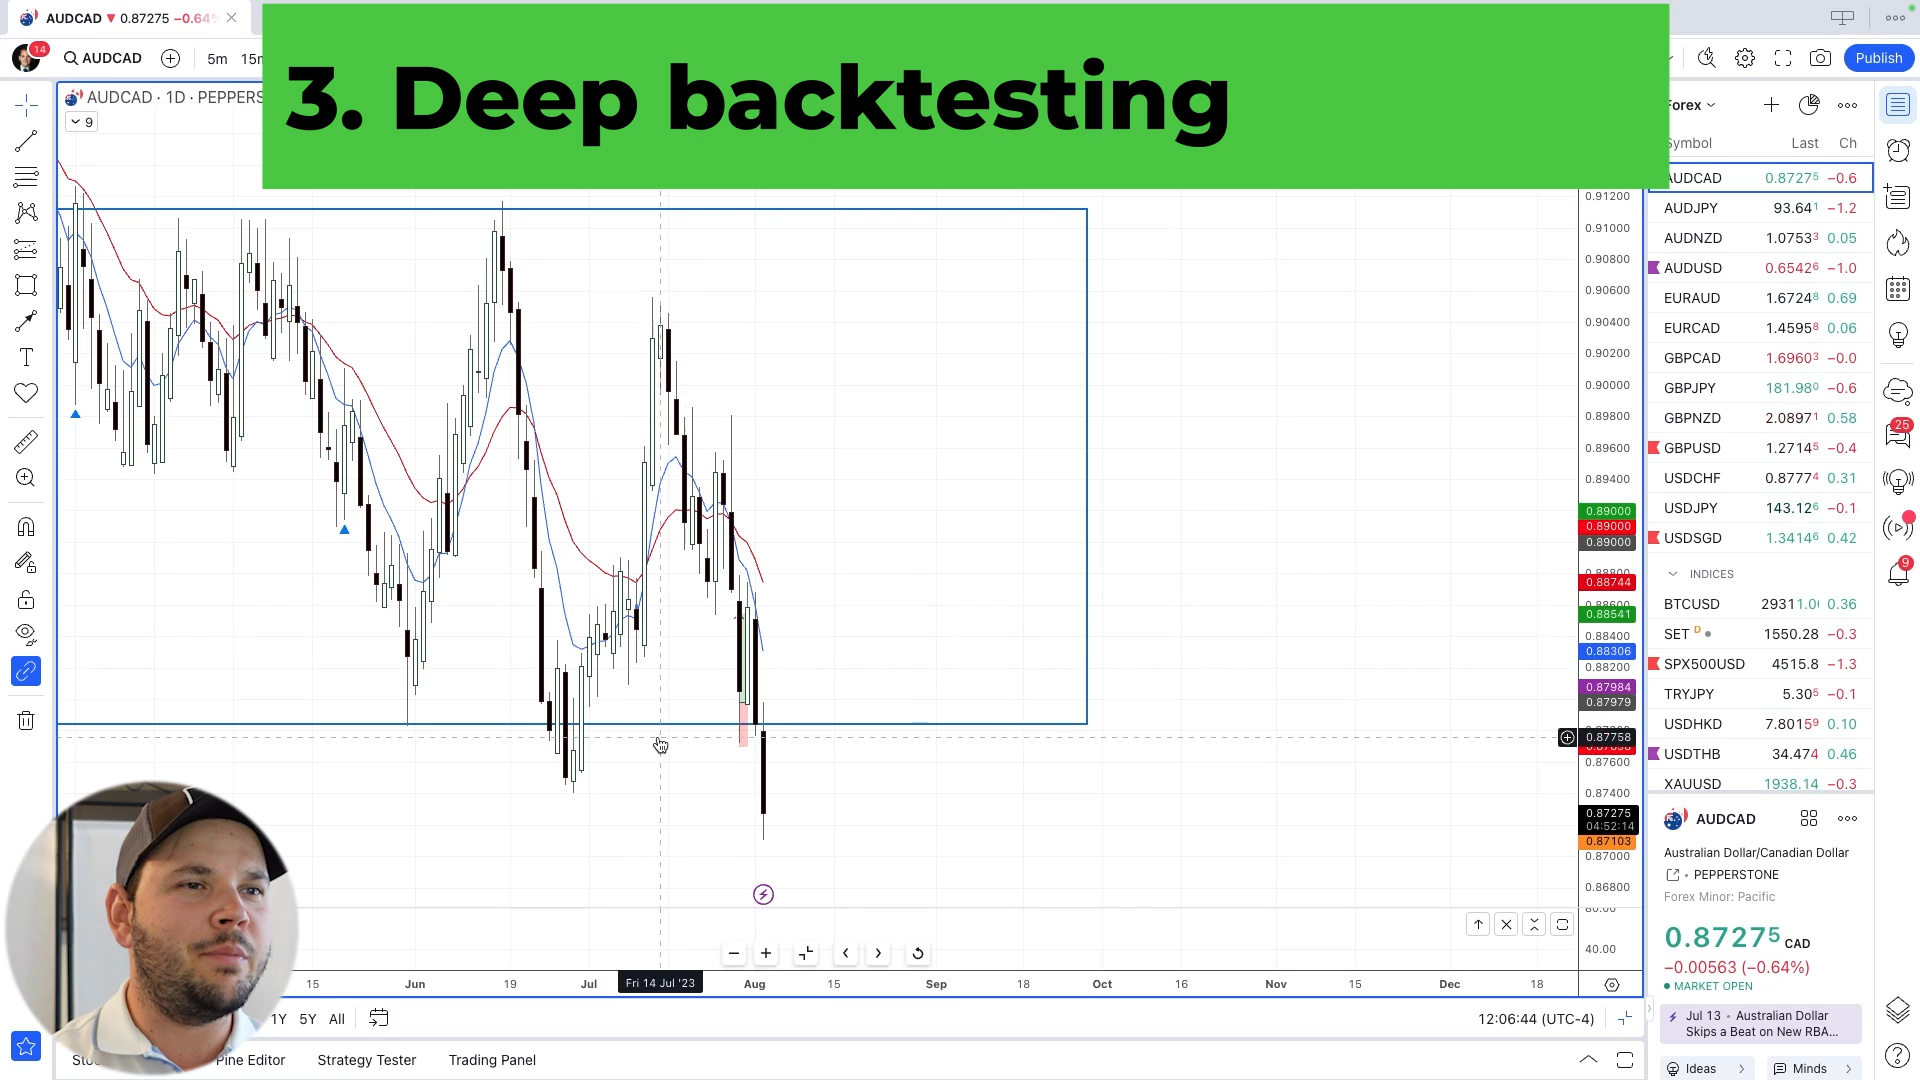 AUDCAD ▼ 0.87275 −0.64%
3. Deep backtesting
14
AUDCAD
5m
Publish
AUDCAD · 1D · PEPPERS
9
Forex
Symbol Last Ch
AUDCAD 0.87275 −0.6
AUDJPY 93.641 −1.2
AUDNZD 1.07533 0.05
AUDUSD 0.65426 −1.0
EURAUD 1.67248 0.69
EURCAD 1.45958 0.06
GBPCAD 1.69603 −0.0
GBPJPY 181.980 −0.6
GBPNZD 2.08971 0.58
GBPUSD 1.27145 −0.4
USDCHF 0.87774 0.31
USDJPY 143.126 −0.1
USDSGD 1.34146 0.42
INDICES
BTCUSD 29311.0 0.36
SET D 1550.28 −0.3
SPX500USD 4515.8 −1.3
TRYJPY 5.305 −0.1
USDHKD 7.80159 0.10
USDTHB 34.474 0.46
XAUUSD 1938.14 −0.3
25
9
0.91200
0.91000
0.90800
0.90600
0.90400
0.90200
0.90000
0.89800
0.89600
0.89400
0.89000
0.89000
0.89000
0.88744
0.88541
0.88400
0.88306
0.88200
0.87984
0.87979
0.87758
0.87600
0.87400
0.87275
04:52:14
0.87103
0.87000
0.86800
40.00
AUDCAD
Australian Dollar/Canadian Dollar
PEPPERSTONE
Forex Minor: Pacific
0.87275 CAD
−0.00563 (−0.64%)
MARKET OPEN
Jul 13 • Australian Dollar
Skips a Beat on New RBA...
Ideas
Minds
15 Jun 19 Jul Fri 14 Jul '23 Aug 15 Sep 18 Oct 16 Nov 15 Dec 18
1Y 5Y All
12:06:44 (UTC-4)
Pine Editor Strategy Tester Trading Panel